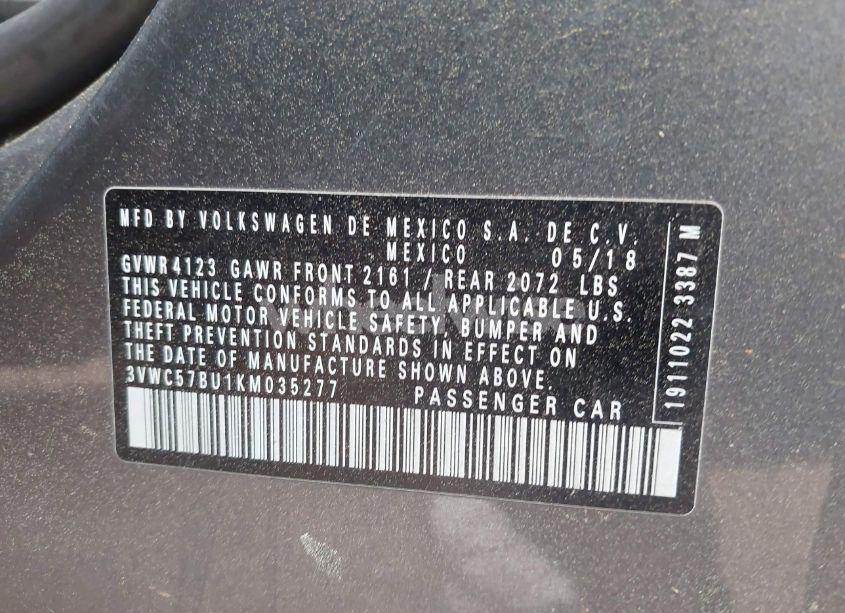 MFD BY VOLKSWAGEN DE MEXICO S.A. DE C.V.
MEXICO 05/18
GVWR4123 GAWR FRONT 2161 / REAR 2072 LBS
THIS VEHICLE CONFORMS TO ALL APPLICABLE U.S.
FEDERAL MOTOR VEHICLE SAFETY, BUMPER AND
THEFT PREVENTION STANDARDS IN EFFECT ON
THE DATE OF MANUFACTURE SHOWN ABOVE.
3VWC57BU1KM035277 PASSENGER CAR
1911022 3387 M